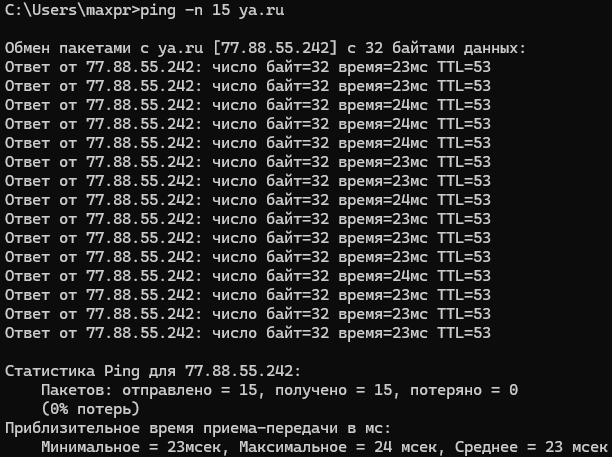 C:\Users\maxpr>ping -n 15 ya.ru
Обмен пакетами с ya.ru [77.88.55.242] с 32 байтами данных:
Ответ от 77.88.55.242: число байт=32 время=23мс TTL=53
Ответ от 77.88.55.242: число байт=32 время=23мс TTL=53
Ответ от 77.88.55.242: число байт=32 время=24мс TTL=53
Ответ от 77.88.55.242: число байт=32 время=24мс TTL=53
Ответ от 77.88.55.242: число байт=32 время=24мс TTL=53
Ответ от 77.88.55.242: число байт=32 время=23мс TTL=53
Ответ от 77.88.55.242: число байт=32 время=23мс TTL=53
Ответ от 77.88.55.242: число байт=32 время=24мс TTL=53
Ответ от 77.88.55.242: число байт=32 время=23мс TTL=53
Ответ от 77.88.55.242: число байт=32 время=23мс TTL=53
Ответ от 77.88.55.242: число байт=32 время=23мс TTL=53
Ответ от 77.88.55.242: число байт=32 время=24мс TTL=53
Ответ от 77.88.55.242: число байт=32 время=23мс TTL=53
Ответ от 77.88.55.242: число байт=32 время=23мс TTL=53
Ответ от 77.88.55.242: число байт=32 время=23мс TTL=53
Статистика Ping для 77.88.55.242:
    Пакетов: отправлено = 15, получено = 15, потеряно = 0
    (0% потерь)
Приблизительное время приема-передачи в мс:
    Минимальное = 23мсек, Максимальное = 24 мсек, Среднее = 23 мсек